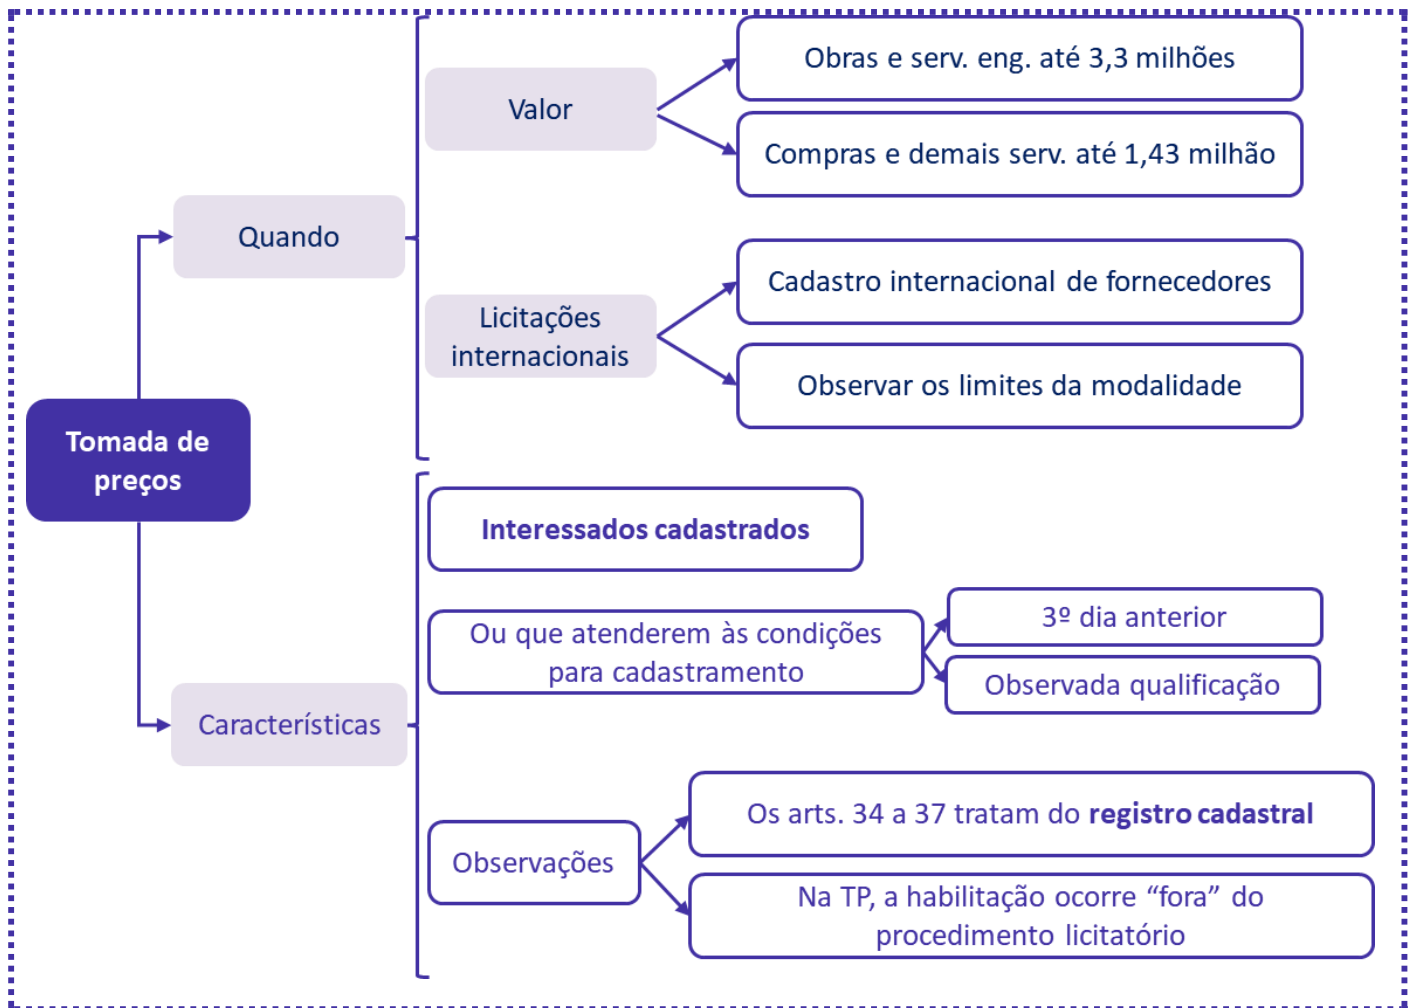 Tomada de
preços
Quando
Valor
Obras e serv. eng. até 3,3 milhões
Compras e demais serv. até 1,43 milhão
Licitações
internacionais
Cadastro internacional de fornecedores
Observar os limites da modalidade
Características
Interessados cadastrados
Ou que atenderem às condições
para cadastramento
3º dia anterior
Observada qualificação
Observações
Os arts. 34 a 37 tratam do registro cadastral
Na TP, a habilitação ocorre “fora” do
procedimento licitatório